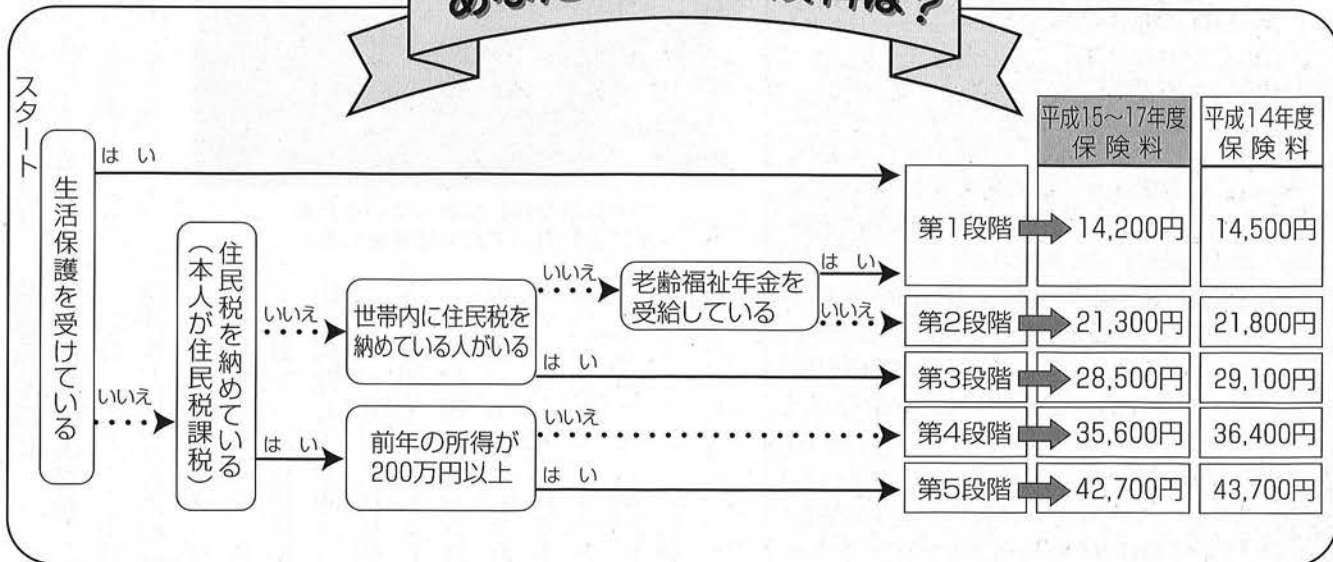 あなた
は?
スタート
生活保護を受けている
はい
いいえ
住民税を納めている
(本人が住民税課税)
いいえ
はい
世帯内に住民税を
納めている人がいる
いいえ
はい
老齢福祉年金を
受給している
はい
いいえ
前年の所得が
200万円以上
いいえ
はい
平成15~17年度
保険料
平成14年度
保険料
第1段階 14,200円 14,500円
第2段階 21,300円 21,800円
第3段階 28,500円 29,100円
第4段階 35,600円 36,400円
第5段階 42,700円 43,700円